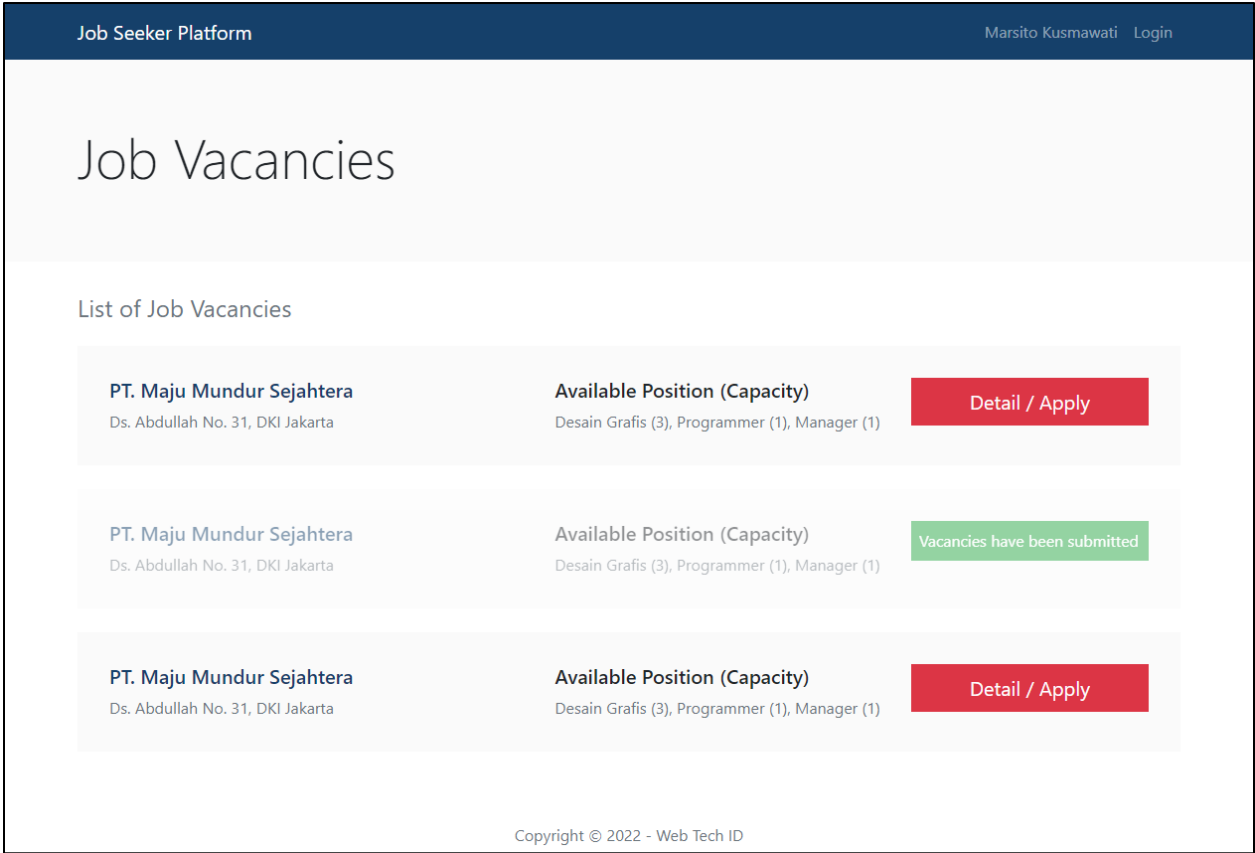 Job Seeker Platform
Marsito Kusmawati Login
Job Vacancies
List of Job Vacancies
PT. Maju Mundur Sejahtera
Ds. Abdullah No. 31, DKI Jakarta
Available Position (Capacity)
Desain Grafis (3), Programmer (1), Manager (1)
Detail / Apply
PT. Maju Mundur Sejahtera
Ds. Abdullah No. 31, DKI Jakarta
Available Position (Capacity)
Desain Grafis (3), Programmer (1), Manager (1)
Vacancies have been submitted
PT. Maju Mundur Sejahtera
Ds. Abdullah No. 31, DKI Jakarta
Available Position (Capacity)
Desain Grafis (3), Programmer (1), Manager (1)
Detail / Apply
Copyright © 2022 - Web Tech ID